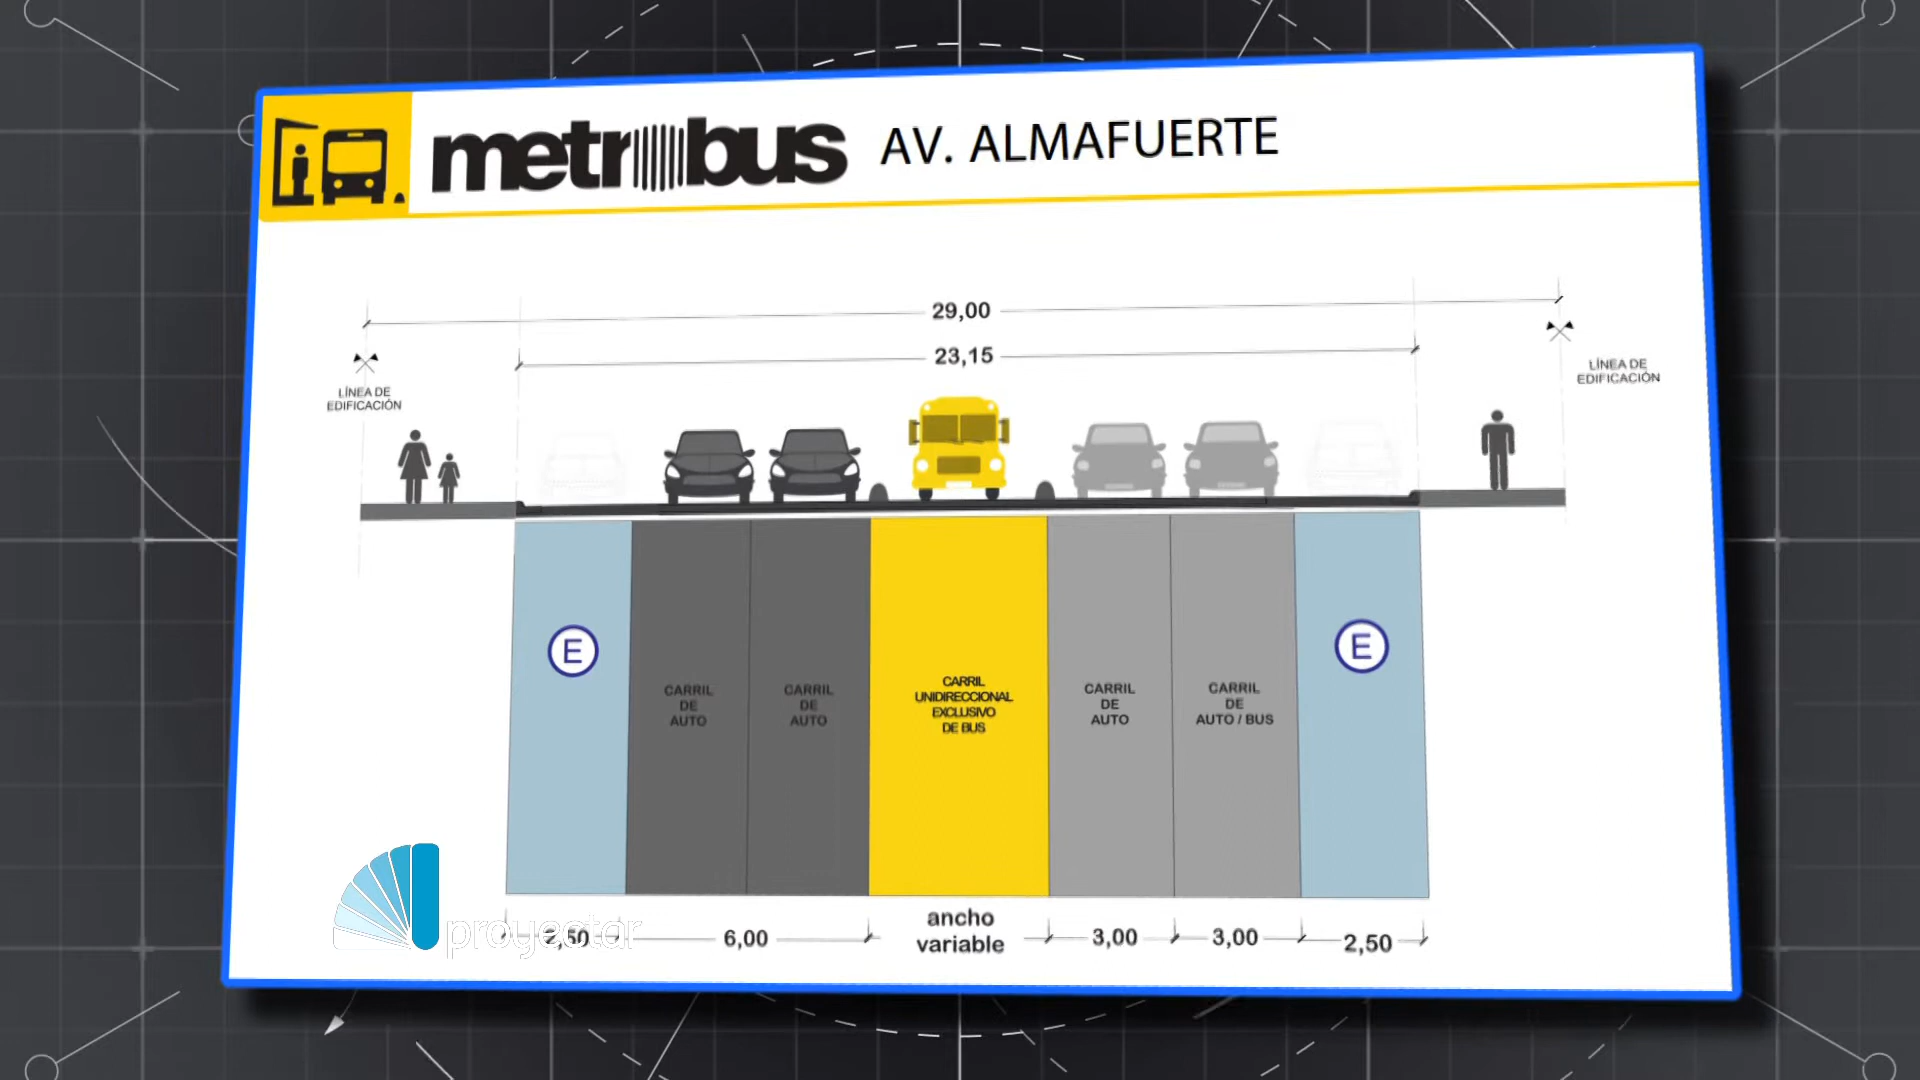 metrobus AV. ALMAFUERTE
29,00
23,15
LÍNEA DE
EDIFICACIÓN
LÍNEA DE
EDIFICACIÓN
E
E
CARRIL
DE
AUTO
CARRIL
DE
AUTO
CARRIL
UNIDIRECCIONAL
EXCLUSIVO
DE BUS
CARRIL
DE
AUTO
CARRIL
DE
AUTO / BUS
proyectar
2,50
6,00
ancho
variable
3,00
3,00
2,50